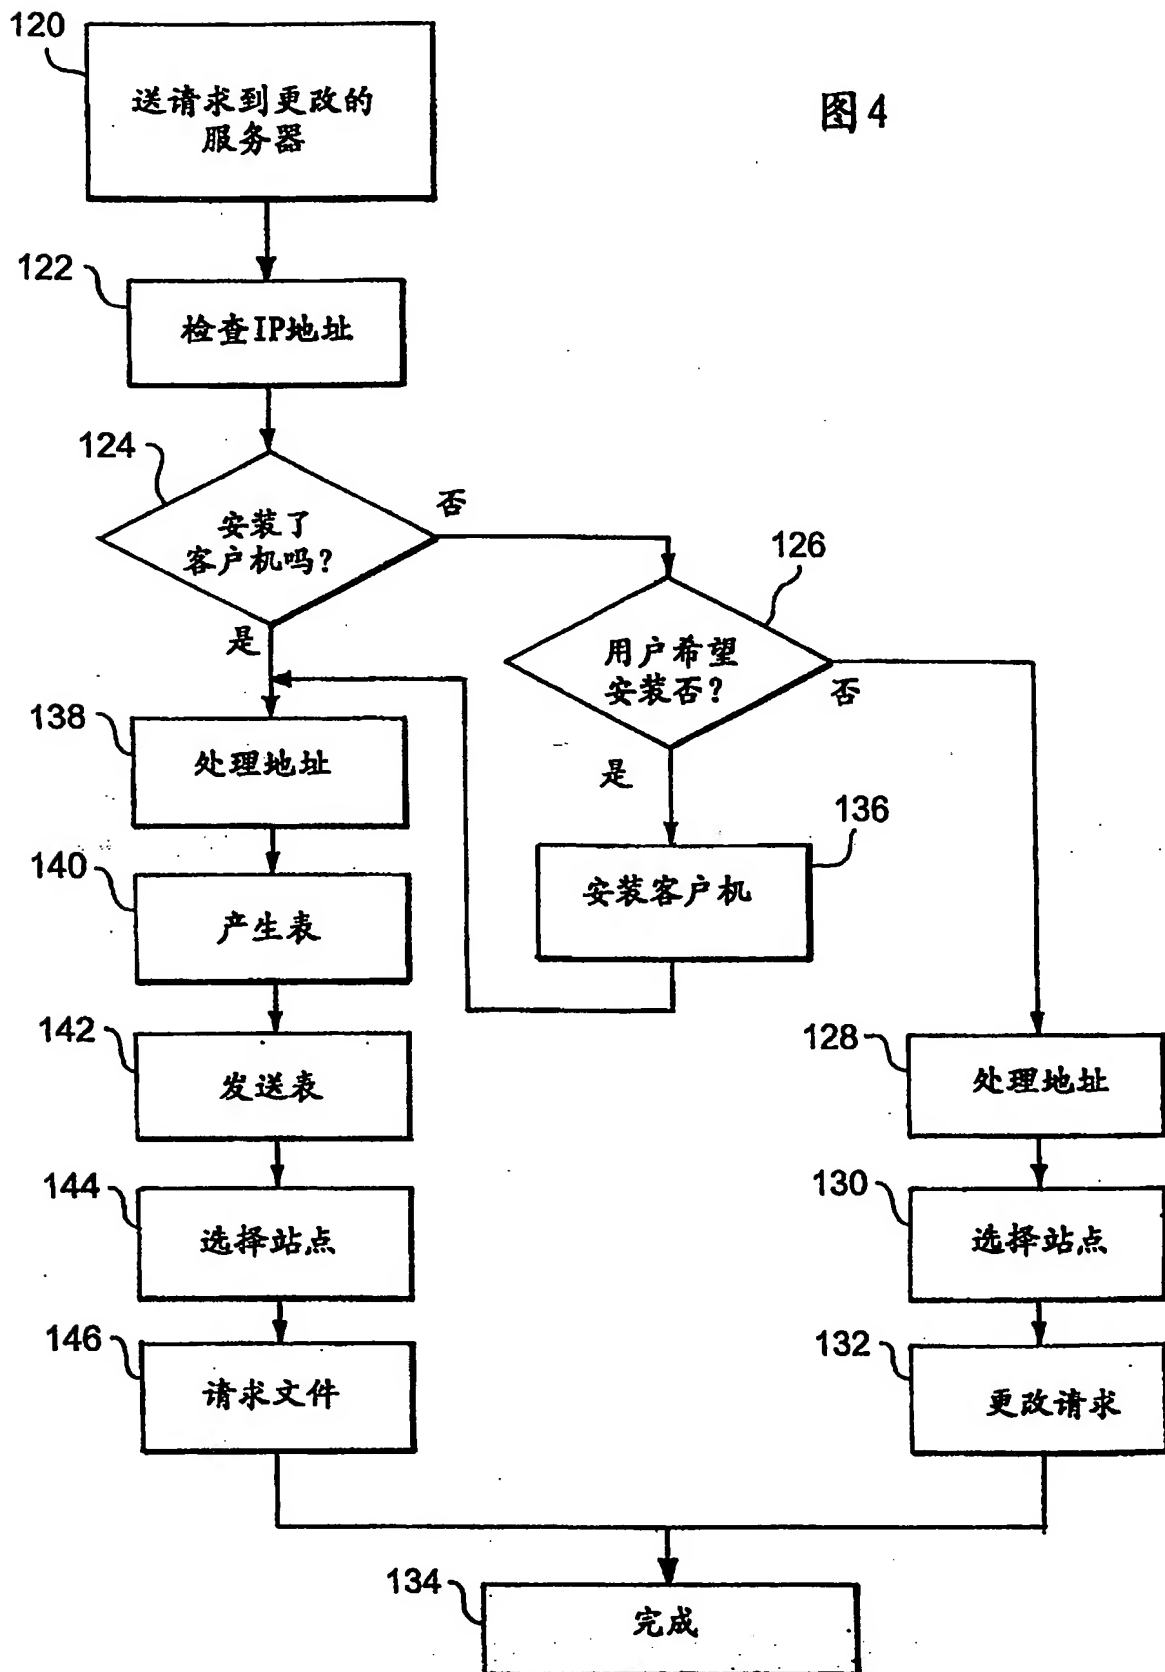 120
送请求到更改的
服务器
图4
122
检查IP地址
124
安装了
客户机吗?
否
是
126
用户希望
安装否?
否
是
138
处理地址
136
安装客户机
140
产生表
142
发送表
128
处理地址
144
选择站点
130
选择站点
146
请求文件
132
更改请求
134
完成